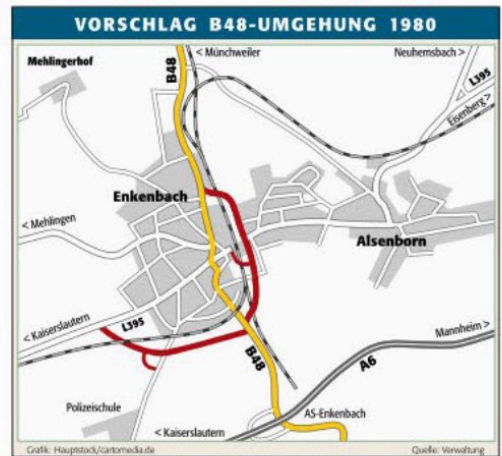 VORSCHLAG B48-UMGEHUNG 1980
< Münchweiler
Neuhemsbach >
Mehlingerhof
B48
L395
Eisenberg >
Enkenbach
< Mehlingen
Alsenborn
< Kaiserslautern
L395
Mannheim >
B48
A6
Polizeischule
AS-Enkenbach
< Kaiserslautern
Grafik: Hauptstock/cartomedia.de
Quelle: Verwaltung